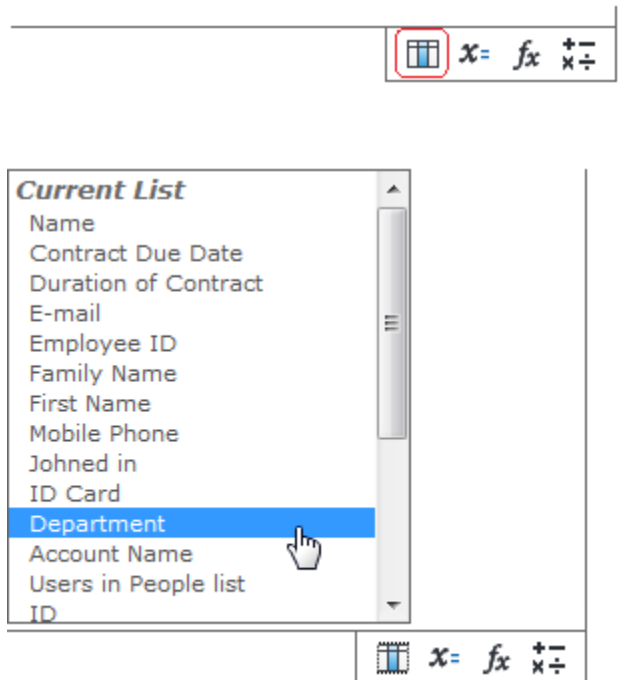 x= fx +−×÷
Current List
Name
Contract Due Date
Duration of Contract
E-mail
Employee ID
Family Name
First Name
Mobile Phone
Johned in
ID Card
Department
Account Name
Users in People list
ID
x= fx +−×÷